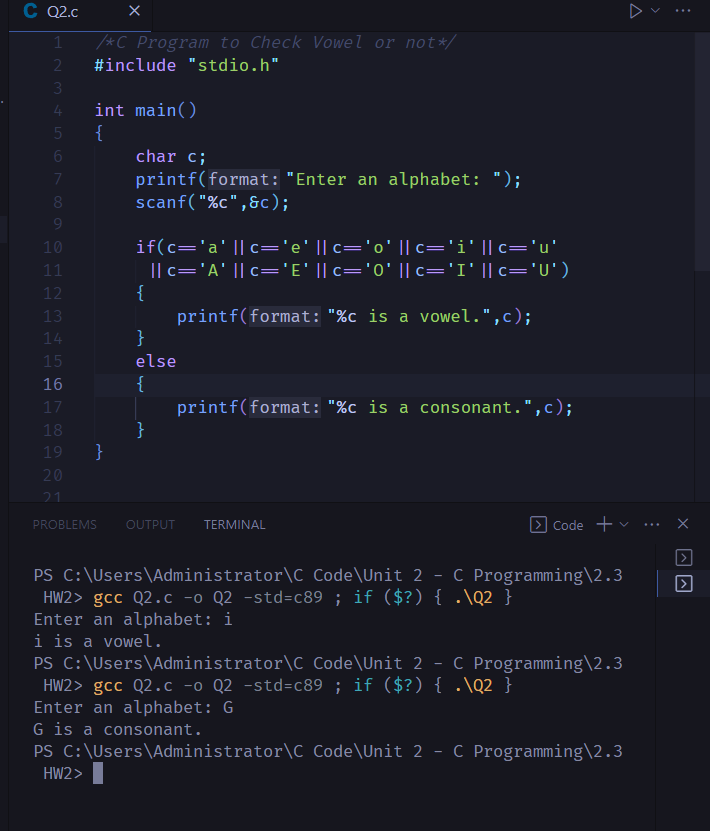 C Q2.c
1 /*C Program to Check Vowel or not*/
2 #include "stdio.h"
3
4 int main()
5 {
6 char c;
7 printf(format: "Enter an alphabet: ");
8 scanf("%c",&c);
9
10 if(c=='a'||c=='e'||c=='o'||c=='i'||c=='u'
11 ||c=='A'||c=='E'||c=='O'||c=='I'||c=='U')
12 {
13 printf(format: "%c is a vowel.",c);
14 }
15 else
16 {
17 printf(format: "%c is a consonant.",c);
18 }
19 }
20
21
PROBLEMS OUTPUT TERMINAL Code
PS C:\Users\Administrator\C Code\Unit 2 - C Programming\2.3
HW2> gcc Q2.c -o Q2 -std=c89 ; if ($?) { .\Q2 }
Enter an alphabet: i
i is a vowel.
PS C:\Users\Administrator\C Code\Unit 2 - C Programming\2.3
HW2> gcc Q2.c -o Q2 -std=c89 ; if ($?) { .\Q2 }
Enter an alphabet: G
G is a consonant.
PS C:\Users\Administrator\C Code\Unit 2 - C Programming\2.3
HW2>